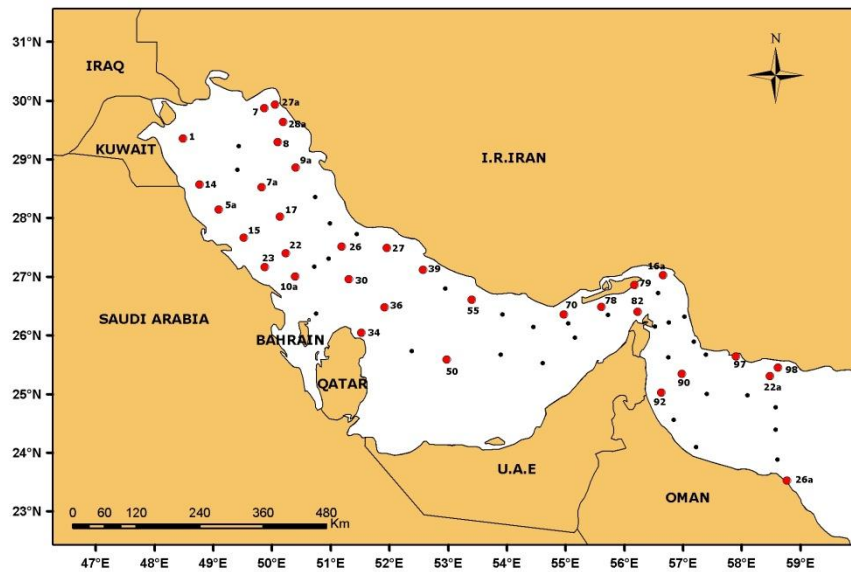 N
31°N
IRAQ
30°N
7
27a
28a
KUWAIT
1
8
29°N
9a
I.R.IRAN
14
7a
28°N
5a
17
15
22
26
27
27°N
23
10a
30
39
16a
79
36
55
70
78
82
26°N
SAUDI ARABIA
BAHRAIN
34
50
97
98
QATAR
90
22a
25°N
92
24°N
U.A.E
26a
23°N
OMAN
0 60 120 240 360 480
Km
47°E 48°E 49°E 50°E 51°E 52°E 53°E 54°E 55°E 56°E 57°E 58°E 59°E